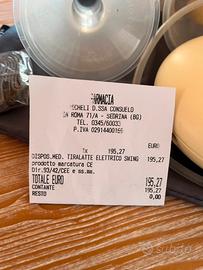 FARMACIA
MICHELI D.SSA CONSUELO
VIA ROMA 71/A - SEDRINA (BG)
TEL. 0345/60033
P.IVA 02914400169
EURO
1x 195,27
DISPOS.MED. TIRALATTE ELETTRICO SWING 195,27
prodotto marcatura CE
Dir.93/42/CEE e ss.mm.
TOTALE EURO 195,27
CONTANTE 195,27
RESTO 0,00
subito